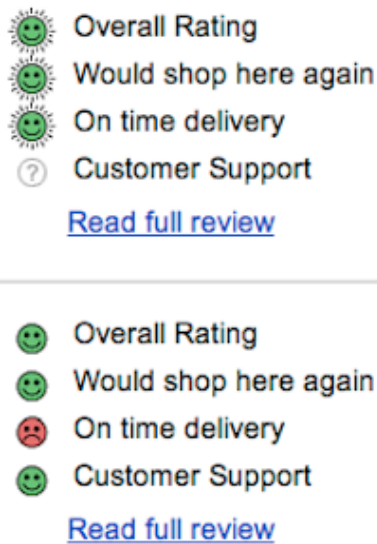 Overall Rating
Would shop here again
On time delivery
? Customer Support
Read full review
Overall Rating
Would shop here again
On time delivery
Customer Support
Read full review